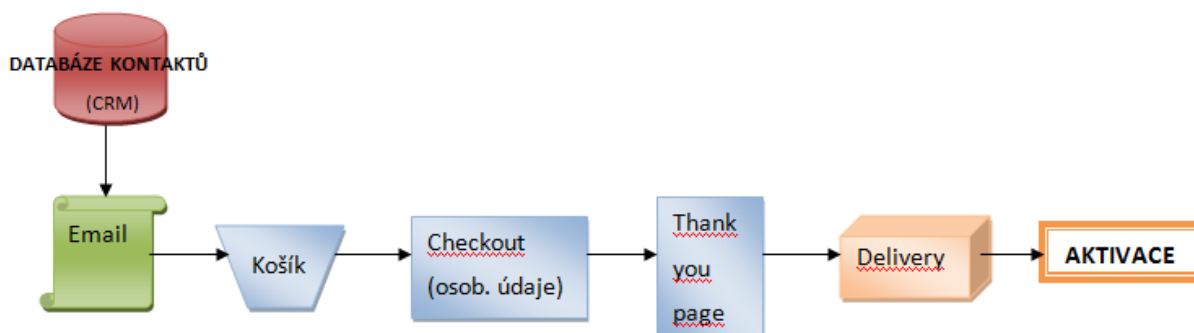 DATABÁZE KONTAKTŮ
(CRM)
Email
Košík
Checkout
(osob. údaje)
Thank
you
page
Delivery
AKTIVACE